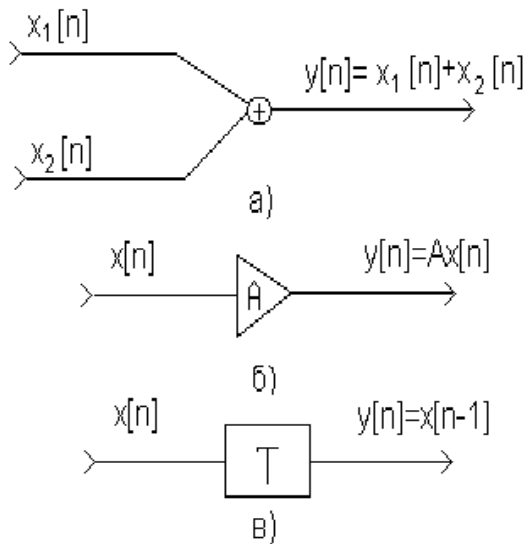 x₁[n]
y[n]= x₁[n]+x₂[n]
+
x₂[n]
а)
x[n]
y[n]=Ax[n]
A
б)
x[n]
y[n]=x[n-1]
T
в)